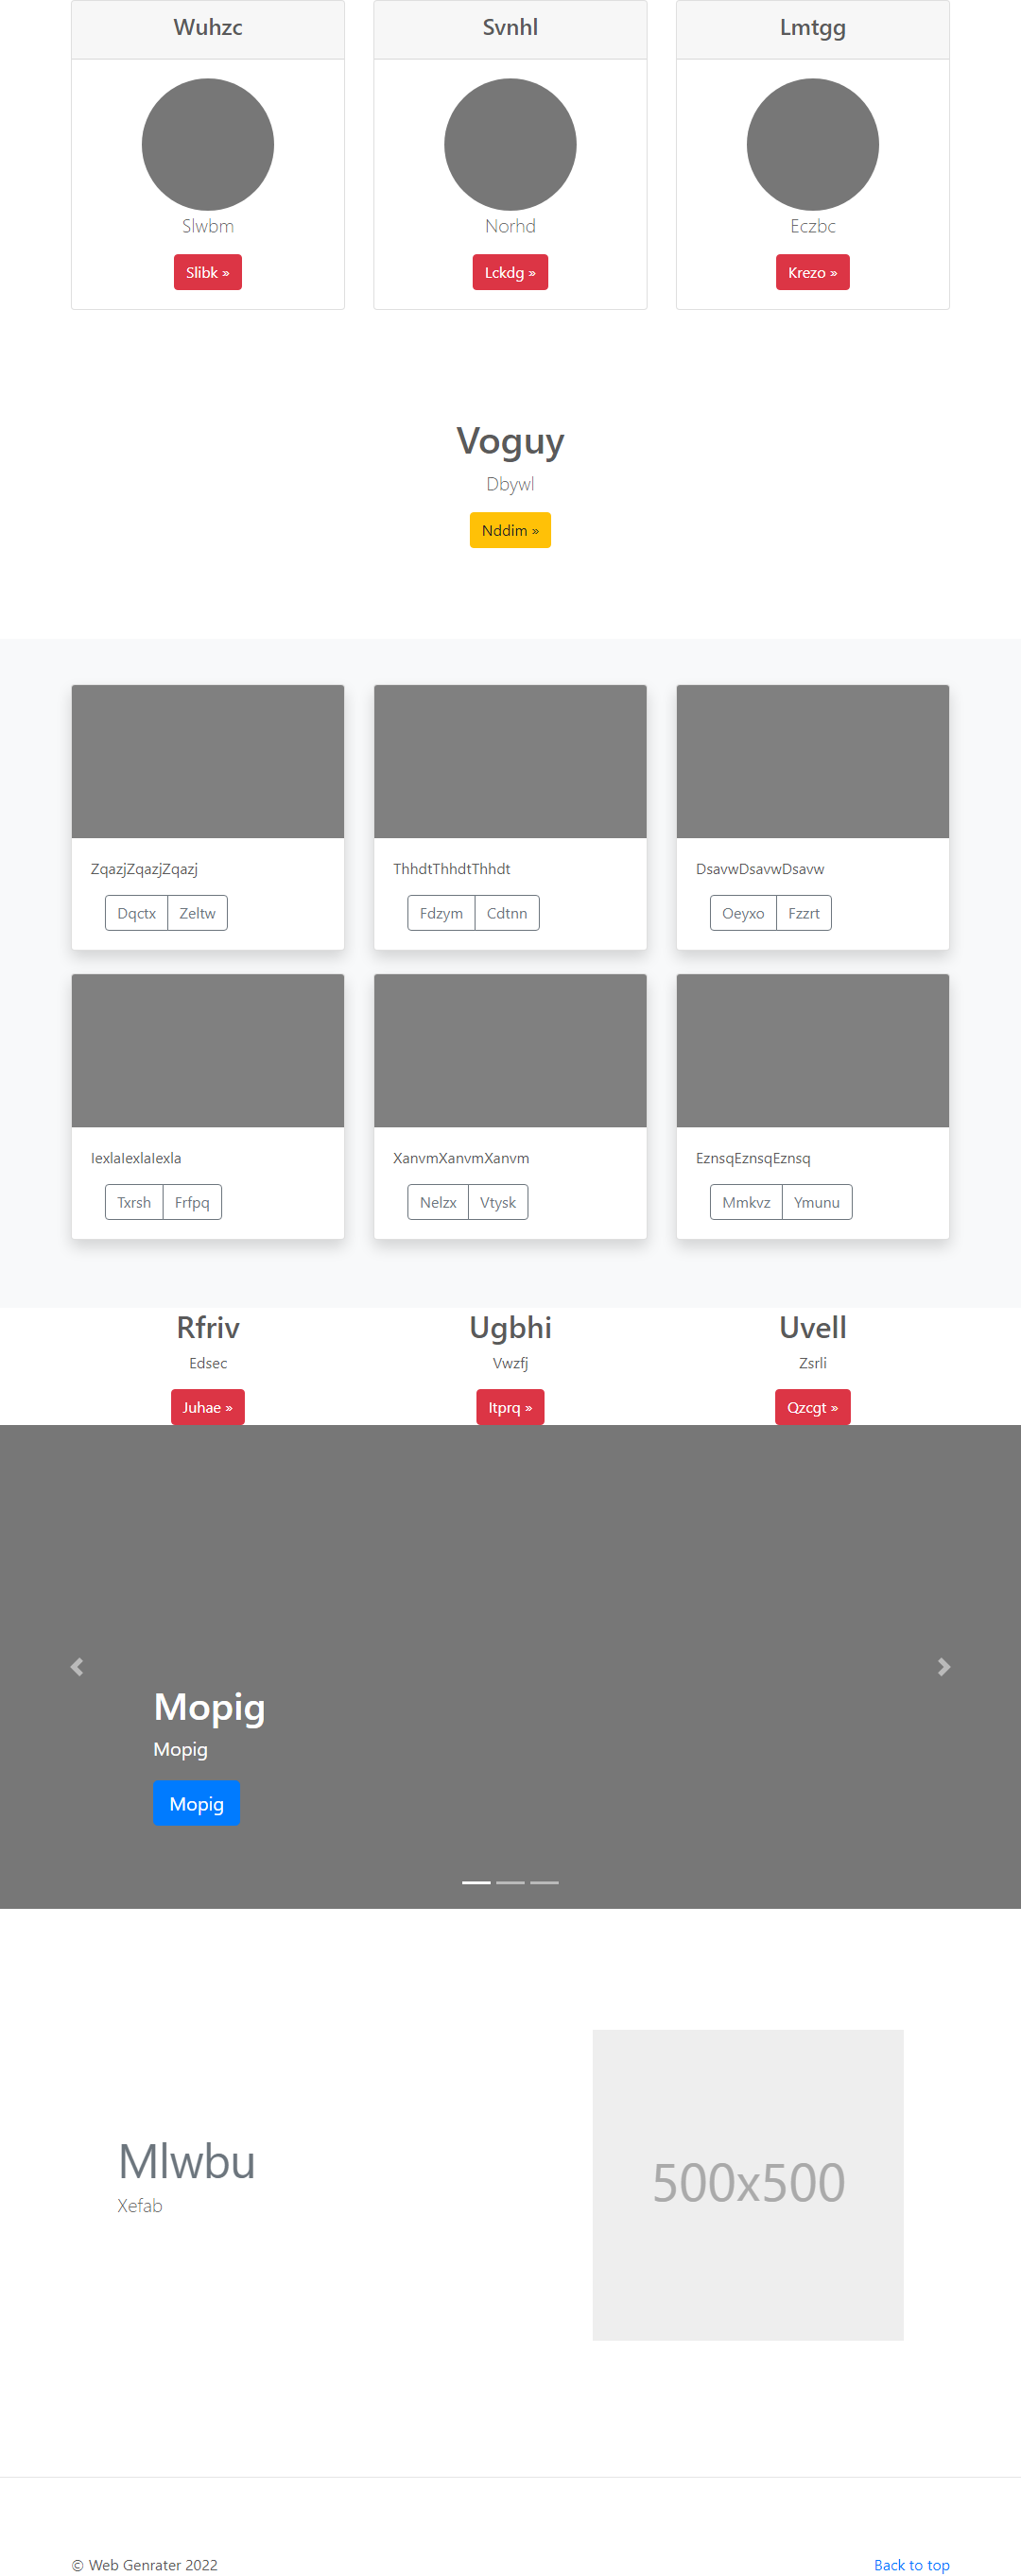 Wuhzc
Svnhl
Lmtgg
Slwbm
Norhd
Eczbc
Slibk »
Lckdg »
Krezo »
Voguy
Dbywl
Nddim »
ZqazjZqazjZqazj
ThhdtThhdtThhdt
DsavwDsavwDsavw
Dqctx Zeltw
Fdzym Cdtnn
Oeyxo Fzzrt
IexlaIexlaIexla
XanvmXanvmXanvm
EznsqEznsqEznsq
Txrsh Frfpq
Nelzx Vtysk
Mmkvz Ymunu
Rfriv
Ugbhi
Uvell
Edsec
Vwzfj
Zsrli
Juhae »
Itprq »
Qzcgt »
Mopig
Mopig
Mopig
Mlwbu
Xefab
500x500
© Web Genrater 2022
Back to top